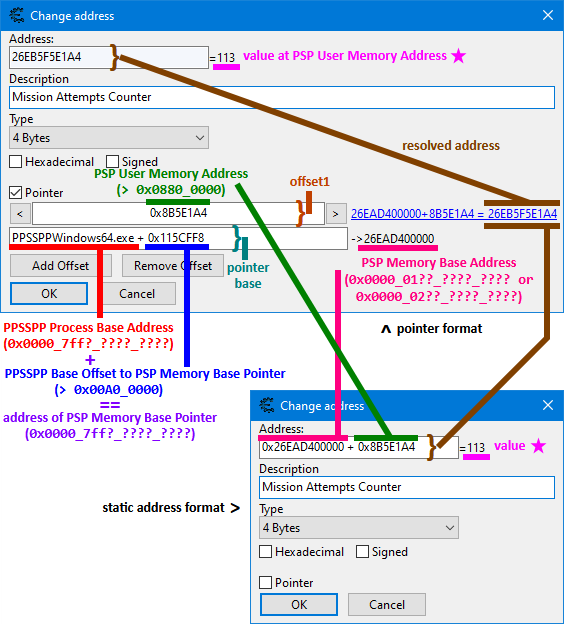 Change address
Address:
26EB5F5E1A4 } =113 value at PSP User Memory Address ★
Description
Mission Attempts Counter
Type
4 Bytes
resolved address
Hexadecimal Signed
PSP User Memory Address
(> 0x0880_0000)
offset1
Pointer
< 0x8B5E1A4 } > 26EAD400000+8B5E1A4 = 26EB5F5E1A4
PPSSPPWindows64.exe + 0x115CFF8 } ->26EAD400000
Add Offset Remove Offset
pointer
base
PSP Memory Base Address
(0x0000_01??_????_???? or
0x0000_02??_????_????)
OK Cancel
PPSSPP Process Base Address
(0x0000_7ff?_????_????)
^ pointer format
+
PPSSPP Base Offset to PSP Memory Base Pointer
(> 0x00A0_0000)
==
address of PSP Memory Base Pointer
(0x0000_7ff?_????_????)
Change address
Address:
0x26EAD400000 + 0x8B5E1A4 } =113 value ★
Description
Mission Attempts Counter
static address format >
Type
4 Bytes
Hexadecimal Signed
Pointer
OK Cancel